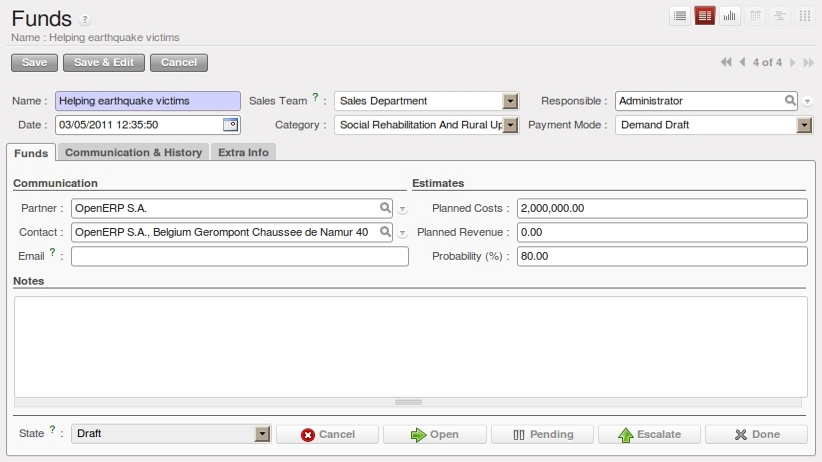 Funds ?
Name : Helping earthquake victims
Save Save & Edit Cancel 4 of 4
Name : Helping earthquake victims Sales Team ? : Sales Department Responsible : Administrator
Date : 03/05/2011 12:35:50 Category : Social Rehabilitation And Rural Up Payment Mode : Demand Draft
Funds Communication & History Extra Info
Communication Estimates
Partner : OpenERP S.A. Planned Costs : 2,000,000.00
Contact : OpenERP S.A., Belgium Gerompont Chaussee de Namur 40 Planned Revenue : 0.00
Email ? : Probability (%) : 80.00
Notes
State ? : Draft Cancel Open Pending Escalate Done